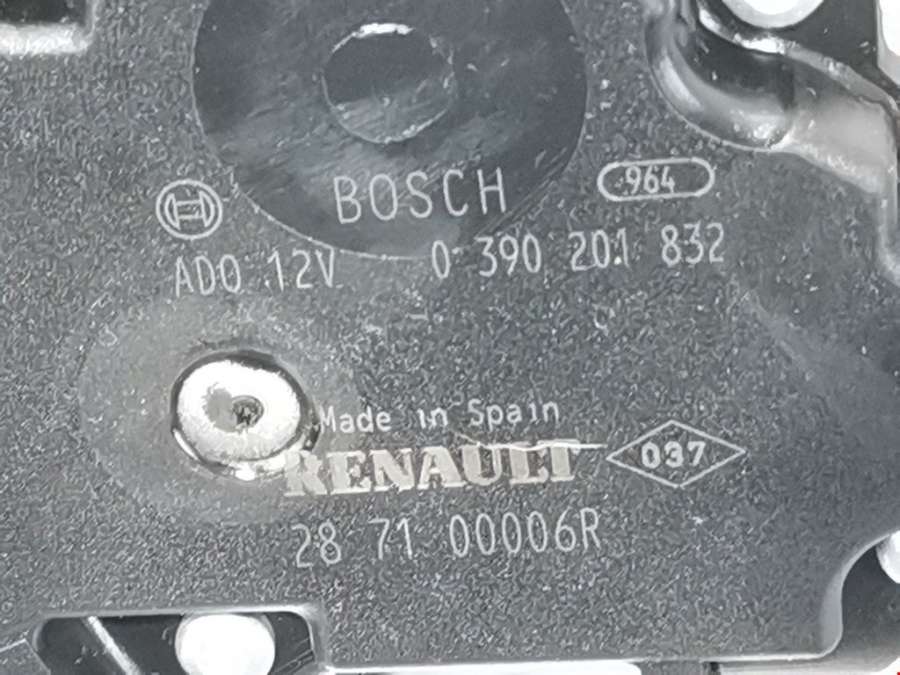 BOSCH 964
ADO 12V 0 390 201 832
Made in Spain
RENAULT 037
28 71 00006R